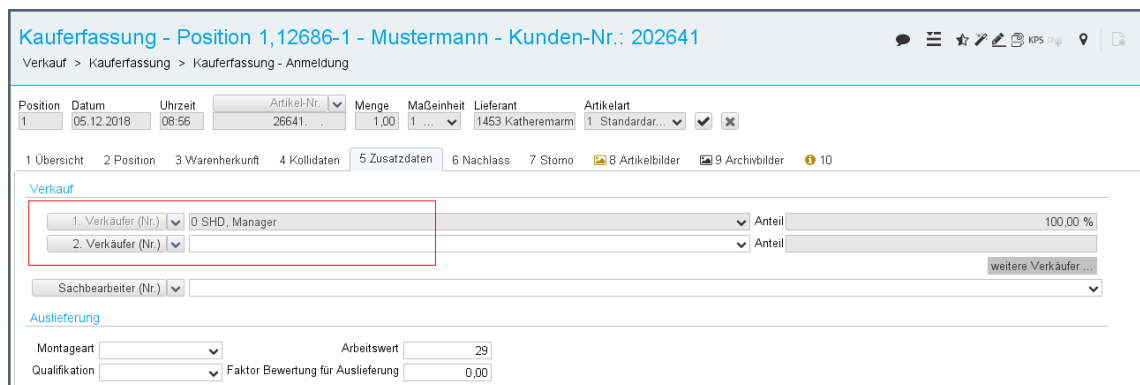 Kauferfassung - Position 1,12686-1 - Mustermann - Kunden-Nr.: 202641
KPS
Verkauf > Kauferfassung > Kauferfassung - Anmeldung
Position Datum Uhrzeit Artikel-Nr. Menge Maßeinheit Lieferant Artikelart
1 05.12.2018 08:56 26641. . 1,00 1 ... 1453 Katheremarm 1 Standardar...
1 Übersicht 2 Position 3 Warenherkunft 4 Kollidaten 5 Zusatzdaten 6 Nachlass 7 Storno 8 Artikelbilder 9 Archivbilder 10
Verkauf
1. Verkäufer (Nr.) 0 SHD, Manager Anteil 100,00 %
2. Verkäufer (Nr.) Anteil
weitere Verkäufer ...
Sachbearbeiter (Nr.)
Auslieferung
Montageart Arbeitswert 29
Qualifikation Faktor Bewertung für Auslieferung 0,00